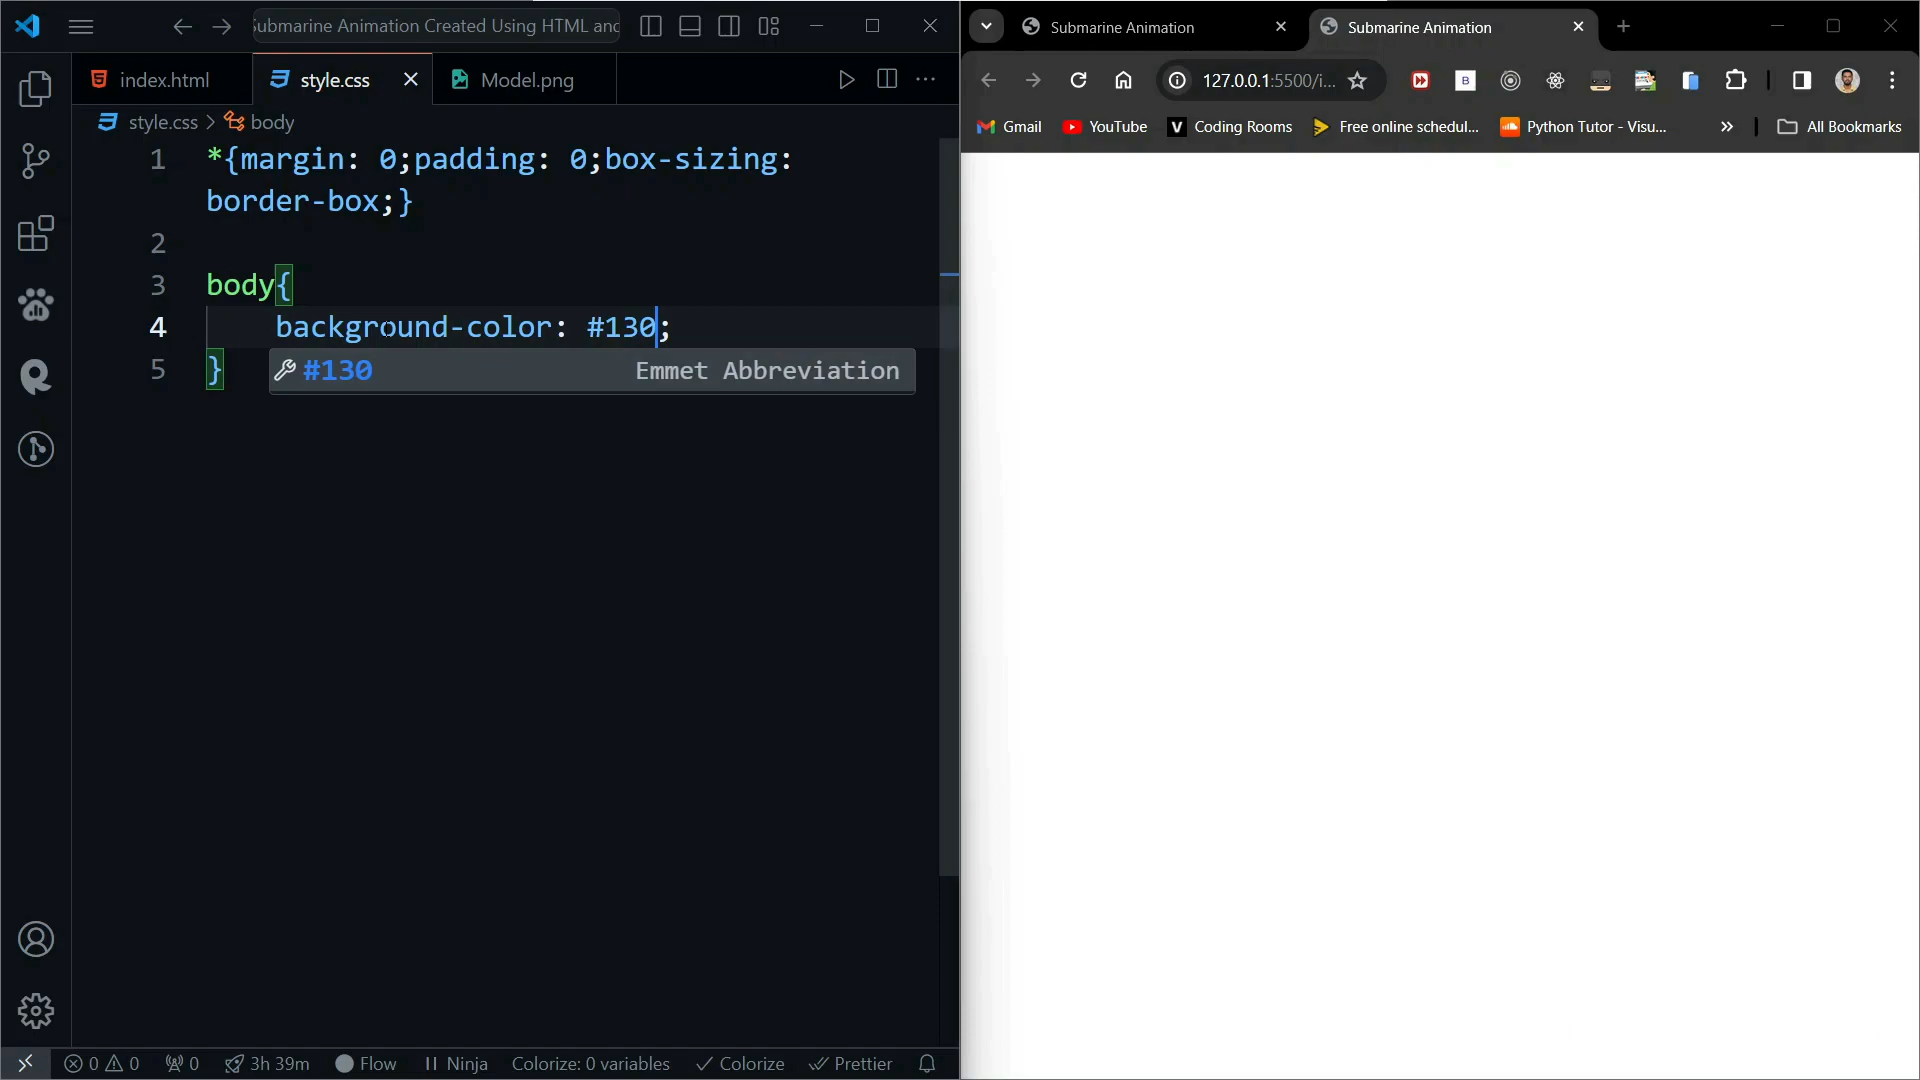 Submarine Animation Created Using HTML and
index.html
style.css
Model.png
style.css > body
1 *{margin: 0;padding: 0;box-sizing:
border-box;}
2
3 body{
4 background-color: #130;
5 }
#130 Emmet Abbreviation
0 0
0
3h 39m
Flow
Ninja
Colorize: 0 variables
Colorize
Prettier
Submarine Animation
Submarine Animation
127.0.0.1:5500/i...
B
Gmail
YouTube
V Coding Rooms
Free online schedul...
Python Tutor - Visu...
All Bookmarks